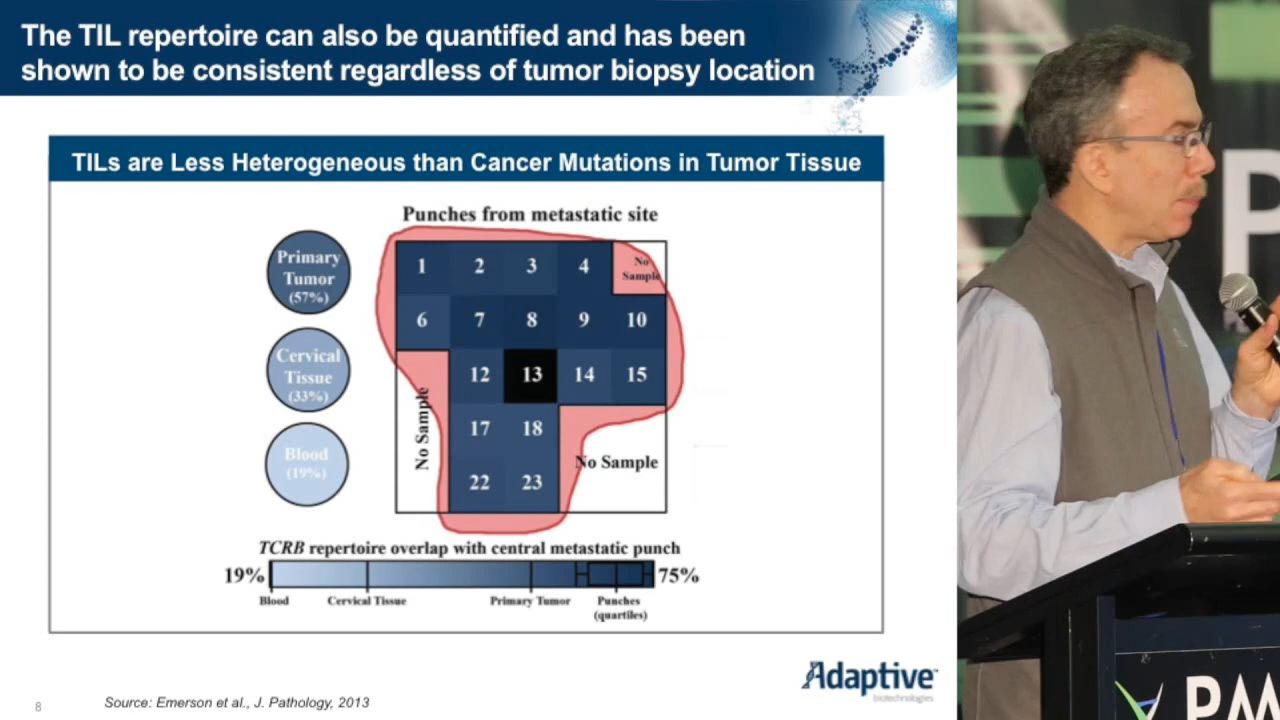 The TIL repertoire can also be quantified and has been
shown to be consistent regardless of tumor biopsy location
TILs are Less Heterogeneous than Cancer Mutations in Tumor Tissue
Punches from metastatic site
Primary
Tumor
(57%)
Cervical
Tissue
(33%)
Blood
(19%)
1 2 3 4 No
Sample
6 7 8 9 10
12 13 14 15
No Sample
17 18
No Sample
22 23
TCRB repertoire overlap with central metastatic punch
19% 75%
Blood Cervical Tissue Primary Tumor Punches
(quartiles)
Adaptive™
biotechnologies
8 Source: Emerson et al., J. Pathology, 2013
P
PM